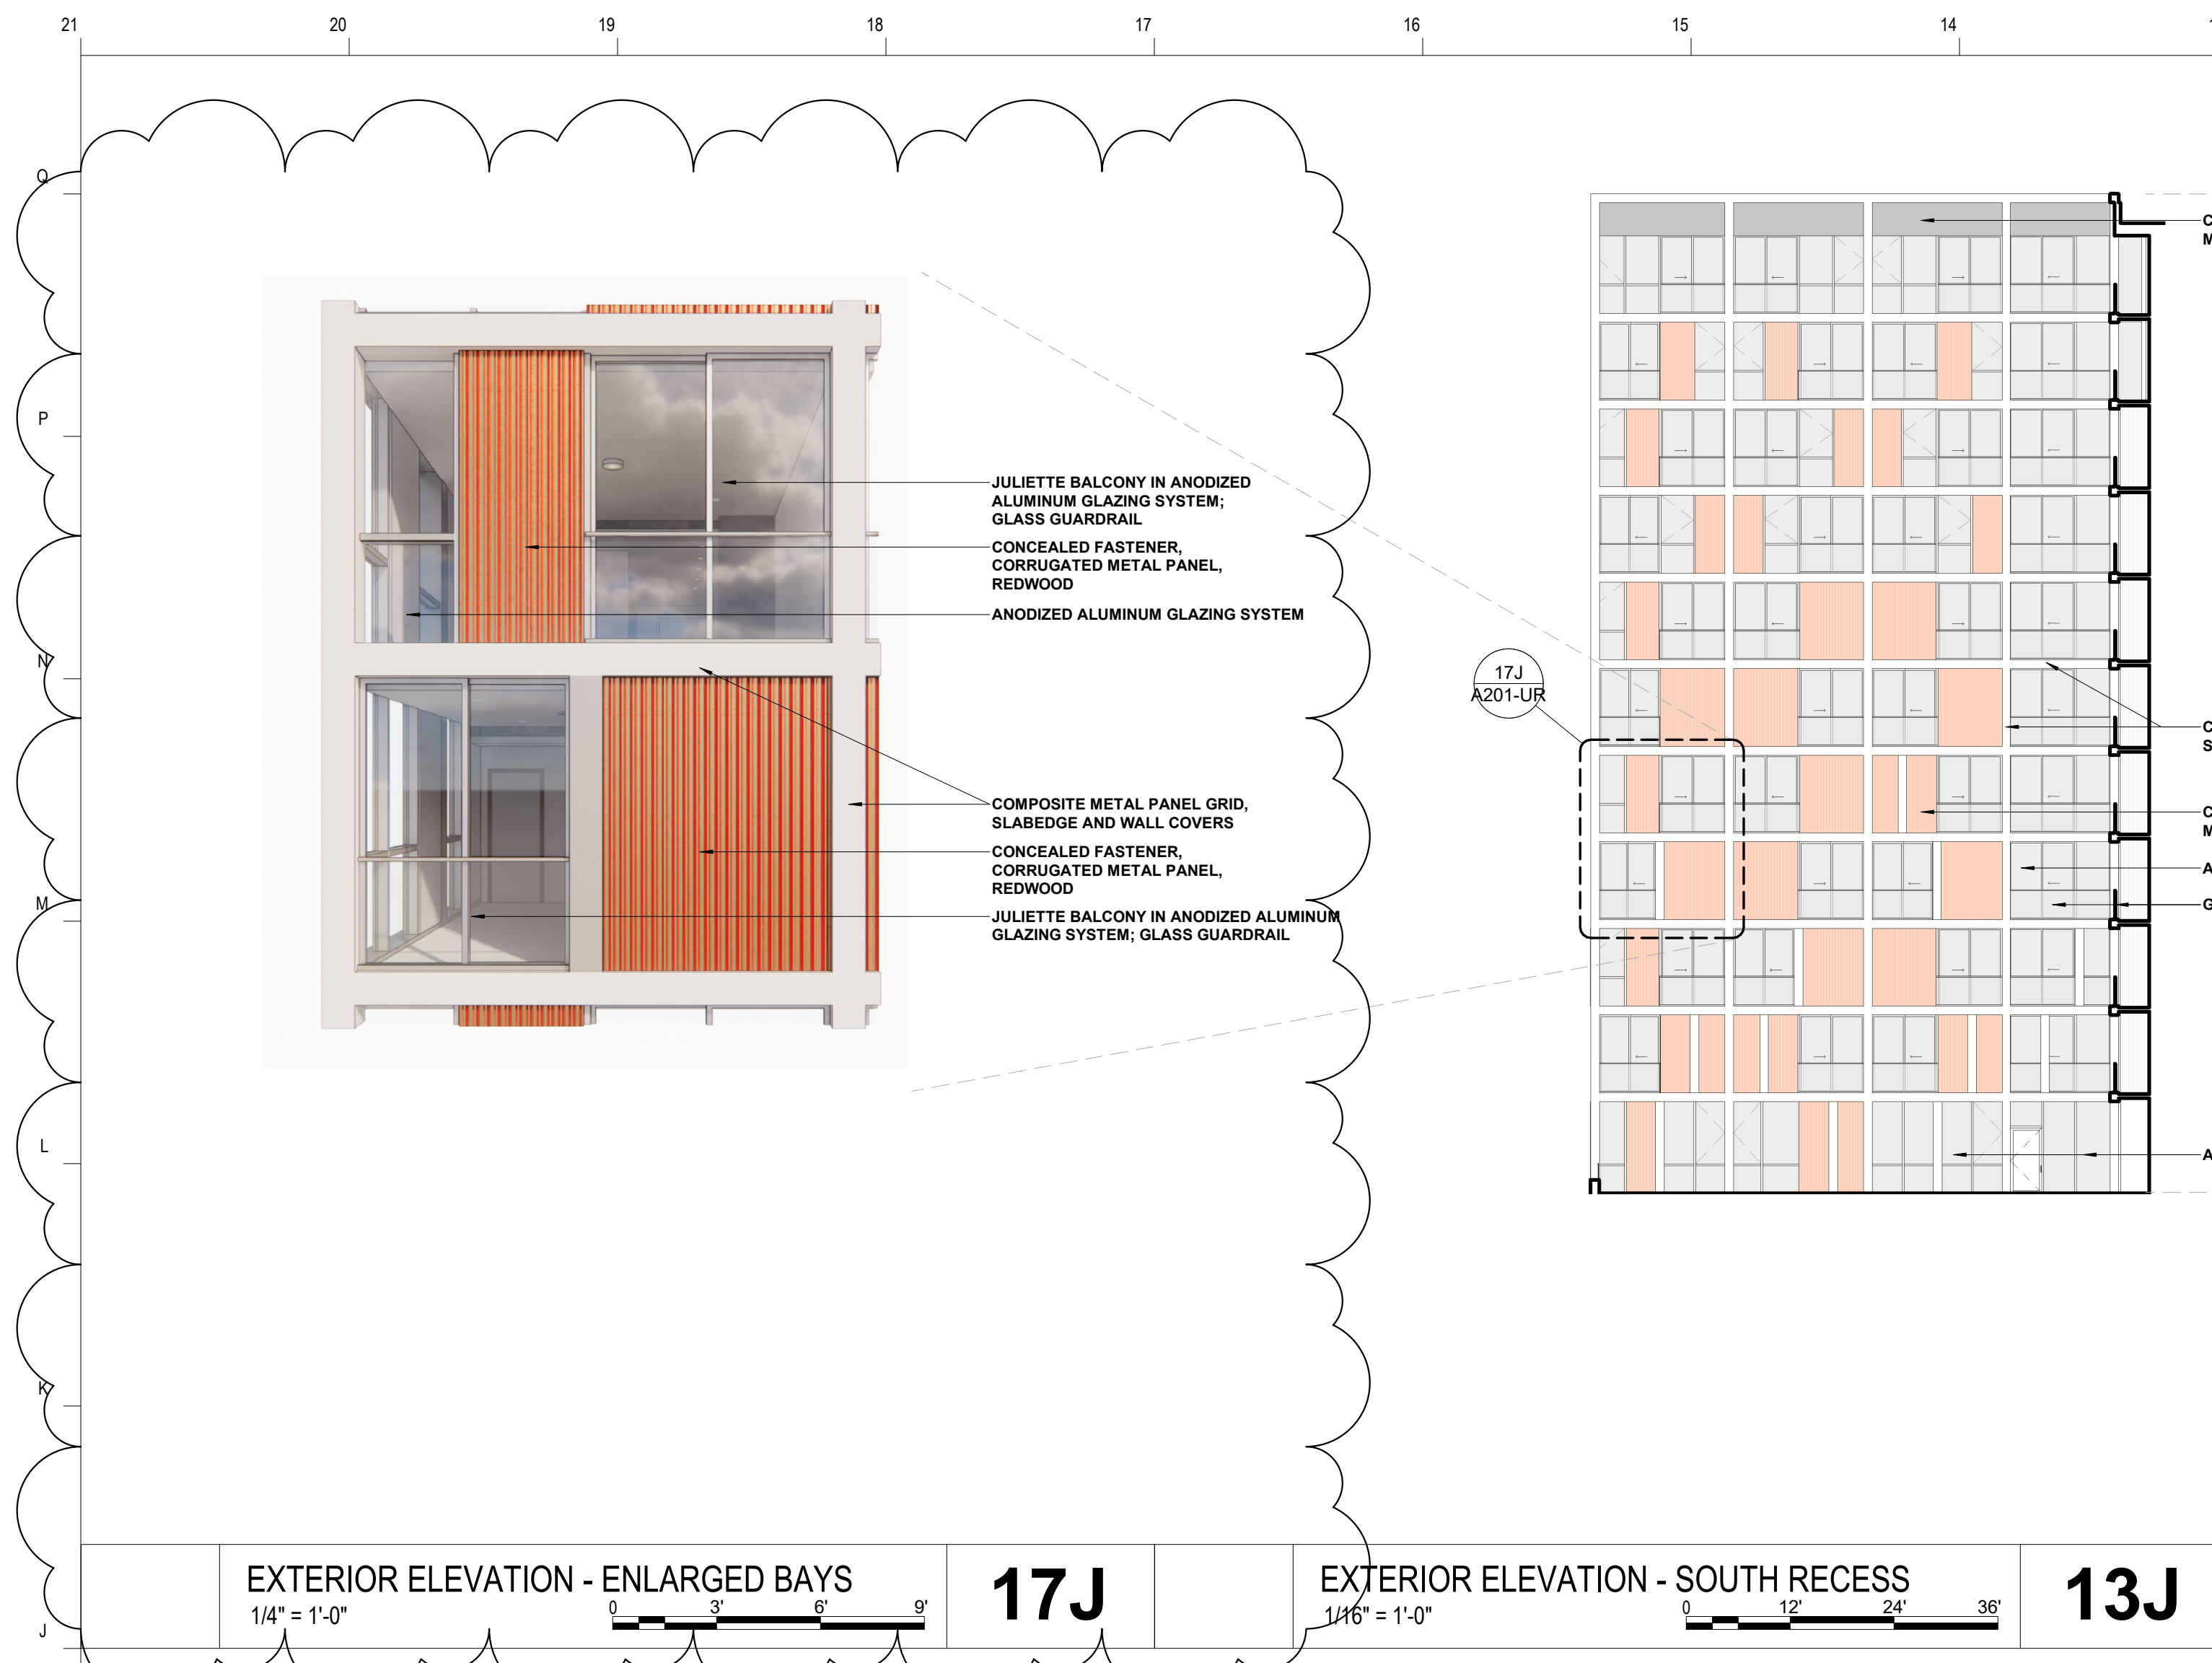 21
20
19
18
17
16
15
14
Q
P
N
M
L
K
J
JULIETTE BALCONY IN ANODIZED
ALUMINUM GLAZING SYSTEM;
GLASS GUARDRAIL
CONCEALED FASTENER,
CORRUGATED METAL PANEL,
REDWOOD
ANODIZED ALUMINUM GLAZING SYSTEM
COMPOSITE METAL PANEL GRID,
SLABEDGE AND WALL COVERS
CONCEALED FASTENER,
CORRUGATED METAL PANEL,
REDWOOD
JULIETTE BALCONY IN ANODIZED ALUMINUM
GLAZING SYSTEM; GLASS GUARDRAIL
17J
A201-UR
EXTERIOR ELEVATION - ENLARGED BAYS
1/4" = 1'-0"
0 3' 6' 9'
17J
EXTERIOR ELEVATION - SOUTH RECESS
1/16" = 1'-0"
0 12' 24' 36'
13J